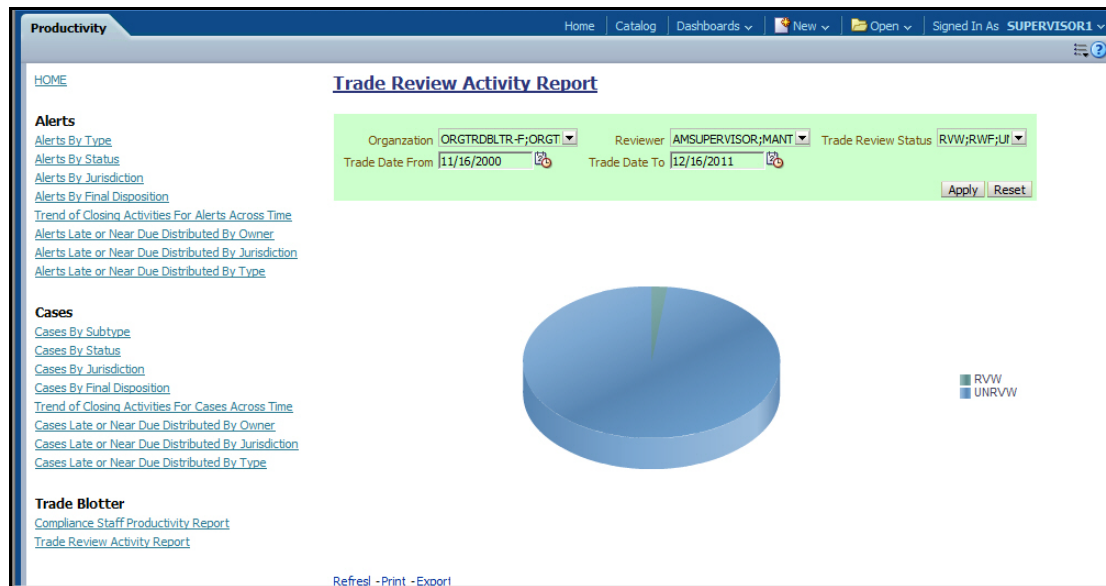 Productivity
Home Catalog Dashboards New Open Signed In As SUPERVISOR1
HOME
Alerts
Alerts By Type
Alerts By Status
Alerts By Jurisdiction
Alerts By Final Disposition
Trend of Closing Activities For Alerts Across Time
Alerts Late or Near Due Distributed By Owner
Alerts Late or Near Due Distributed By Jurisdiction
Alerts Late or Near Due Distributed By Type
Cases
Cases By Subtype
Cases By Status
Cases By Jurisdiction
Cases By Final Disposition
Trend of Closing Activities For Cases Across Time
Cases Late or Near Due Distributed By Owner
Cases Late or Near Due Distributed By Jurisdiction
Cases Late or Near Due Distributed By Type
Trade Blotter
Compliance Staff Productivity Report
Trade Review Activity Report
Trade Review Activity Report
Organzation ORGTRDBLTR-F;ORGT Reviewer AMSUPERVISOR;MANT Trade Review Status RVW;RWF;UI
Trade Date From 11/16/2000 Trade Date To 12/16/2011
Apply Reset
RVW
UNRVW
Refresl - Print - Export